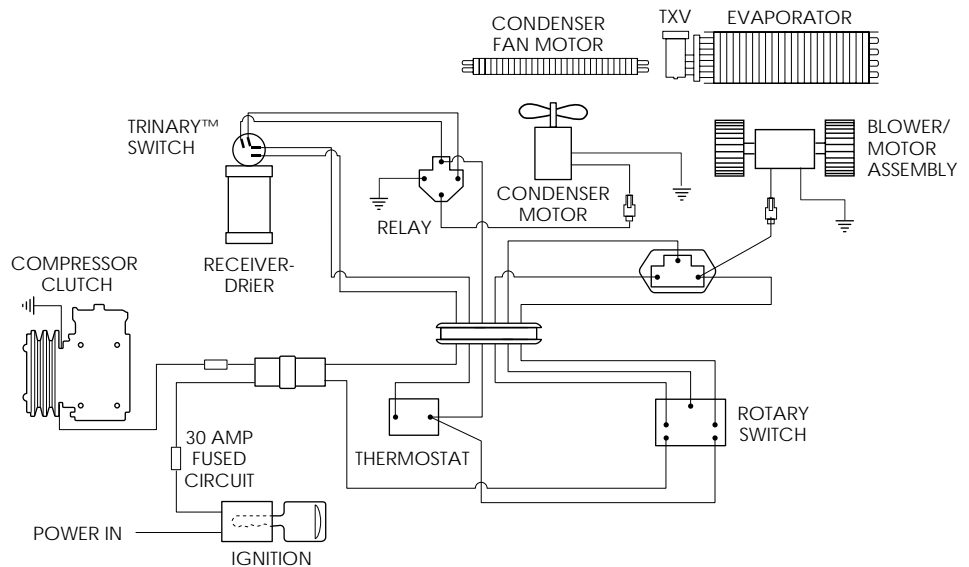 CONDENSER
FAN MOTOR
TXV
EVAPORATOR
TRINARY™
SWITCH
BLOWER/
MOTOR
ASSEMBLY
CONDENSER
MOTOR
RELAY
RECEIVER-
DRiER
COMPRESSOR
CLUTCH
30 AMP
FUSED
CIRCUIT
THERMOSTAT
ROTARY
SWITCH
POWER IN
IGNITION